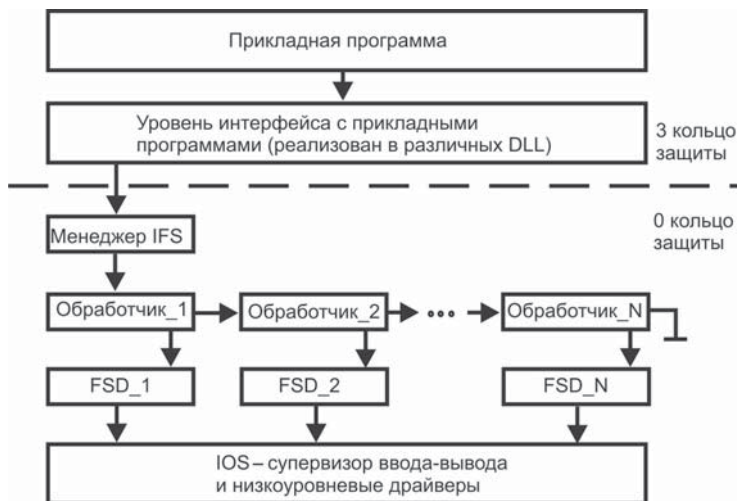 Прикладная программа
Уровень интерфейса с прикладными
программами (реализован в различных DLL)
3 кольцо
защиты
0 кольцо
защиты
Менеджер IFS
Обработчик_1
Обработчик_2
Обработчик_N
FSD_1
FSD_2
FSD_N
IOS – супервизор ввода-вывода
и низкоуровневые драйверы